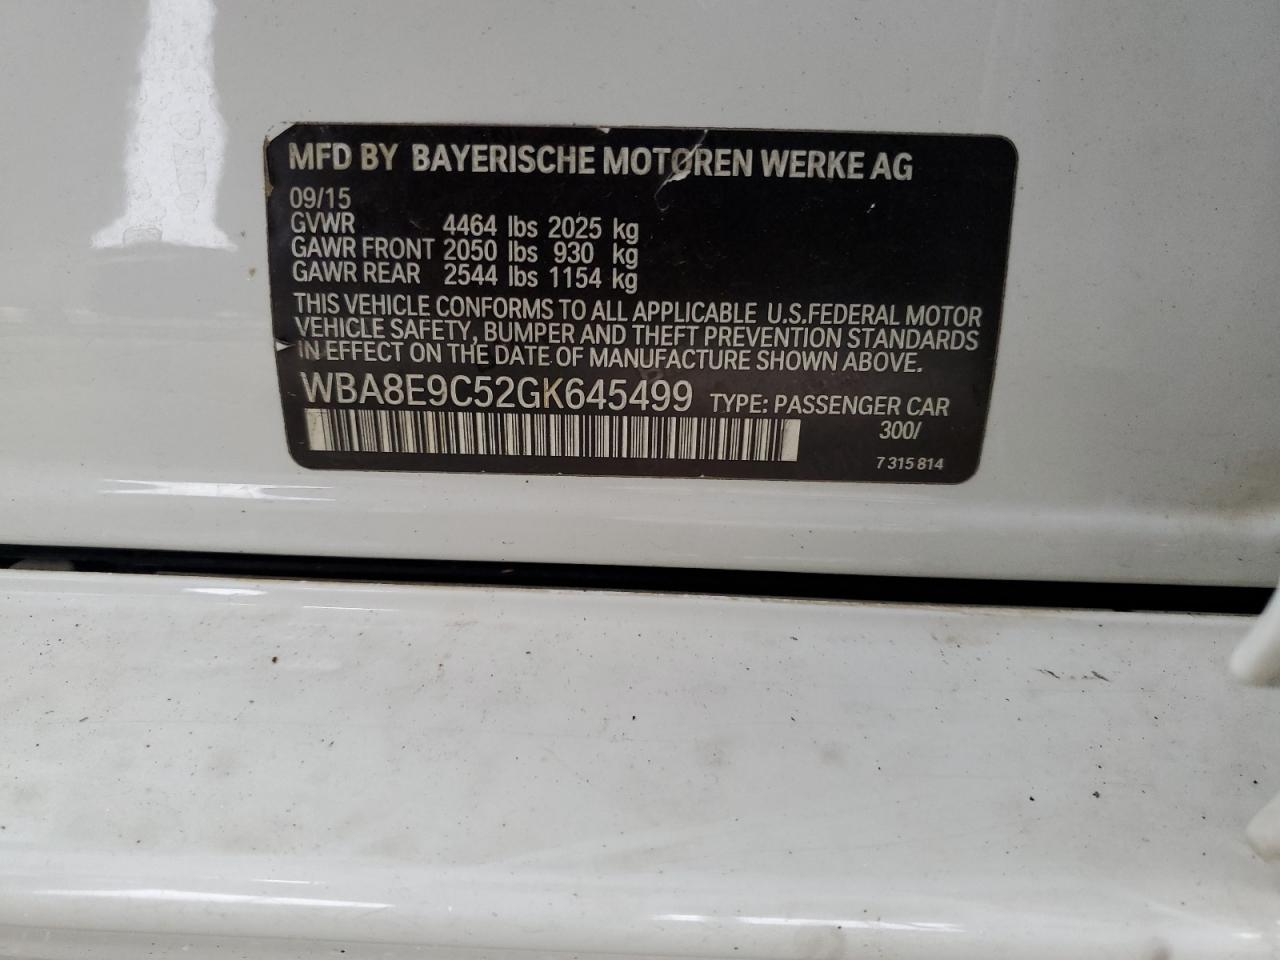 MFD BY BAYERISCHE MOTOREN WERKE AG
09/15
GVWR 4464 lbs 2025 kg
GAWR FRONT 2050 lbs 930 kg
GAWR REAR 2544 lbs 1154 kg
THIS VEHICLE CONFORMS TO ALL APPLICABLE U.S.FEDERAL MOTOR
VEHICLE SAFETY, BUMPER AND THEFT PREVENTION STANDARDS
IN EFFECT ON THE DATE OF MANUFACTURE SHOWN ABOVE.
WBA8E9C52GK645499 TYPE: PASSENGER CAR
300/
7 315 814